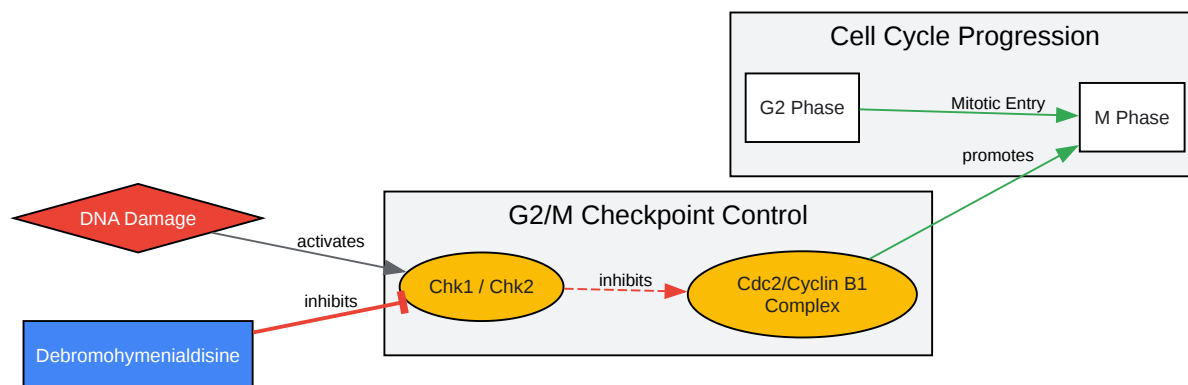 Cell Cycle Progression
G2 Phase
Mitotic Entry
M Phase
promotes
DNA Damage
activates
G2/M Checkpoint Control
Chk1 / Chk2
inhibits
Cdc2/Cyclin B1
Complex
inhibits
Debromohymenialdisine